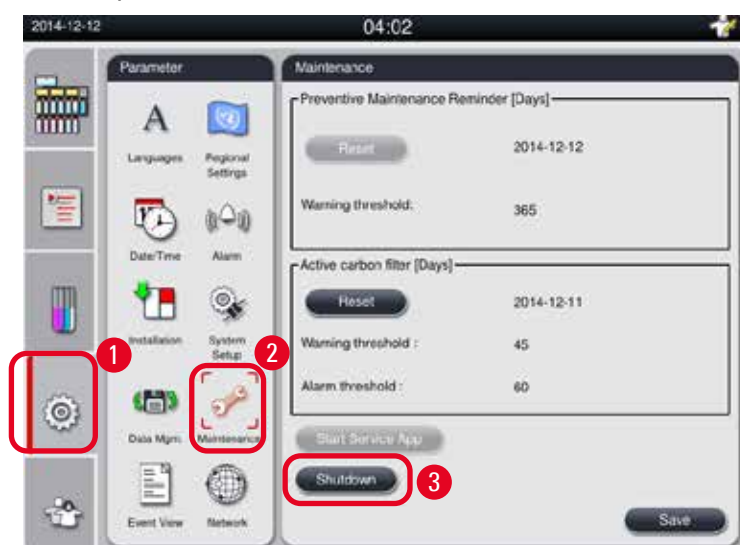 2014-12-12
04:02
Parameter
Languages
Regional
Settings
Date/Time
Alarm
Installation
System
Setup
Data Mgm.
Maintenance
Event View
Network
Maintenance
Preventive Maintenance Reminder [Days]
Reset
2014-12-12
Warning threshold:
365
Active carbon filter [Days]
Reset
2014-12-11
Warning threshold :
45
Alarm threshold :
60
Start Service App
Shutdown
Save
1
2
3